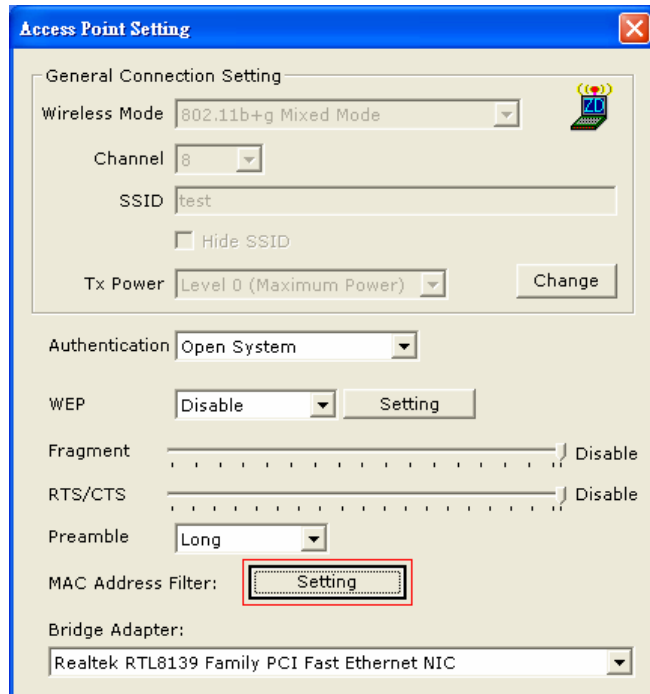 Access Point Setting
General Connection Setting
ZD
Wireless Mode 802.11b+g Mixed Mode
Channel 8
SSID test
Hide SSID
Tx Power Level 0 (Maximum Power) Change
Authentication Open System
WEP Disable Setting
Fragment Disable
RTS/CTS Disable
Preamble Long
MAC Address Filter: Setting
Bridge Adapter:
Realtek RTL8139 Family PCI Fast Ethernet NIC